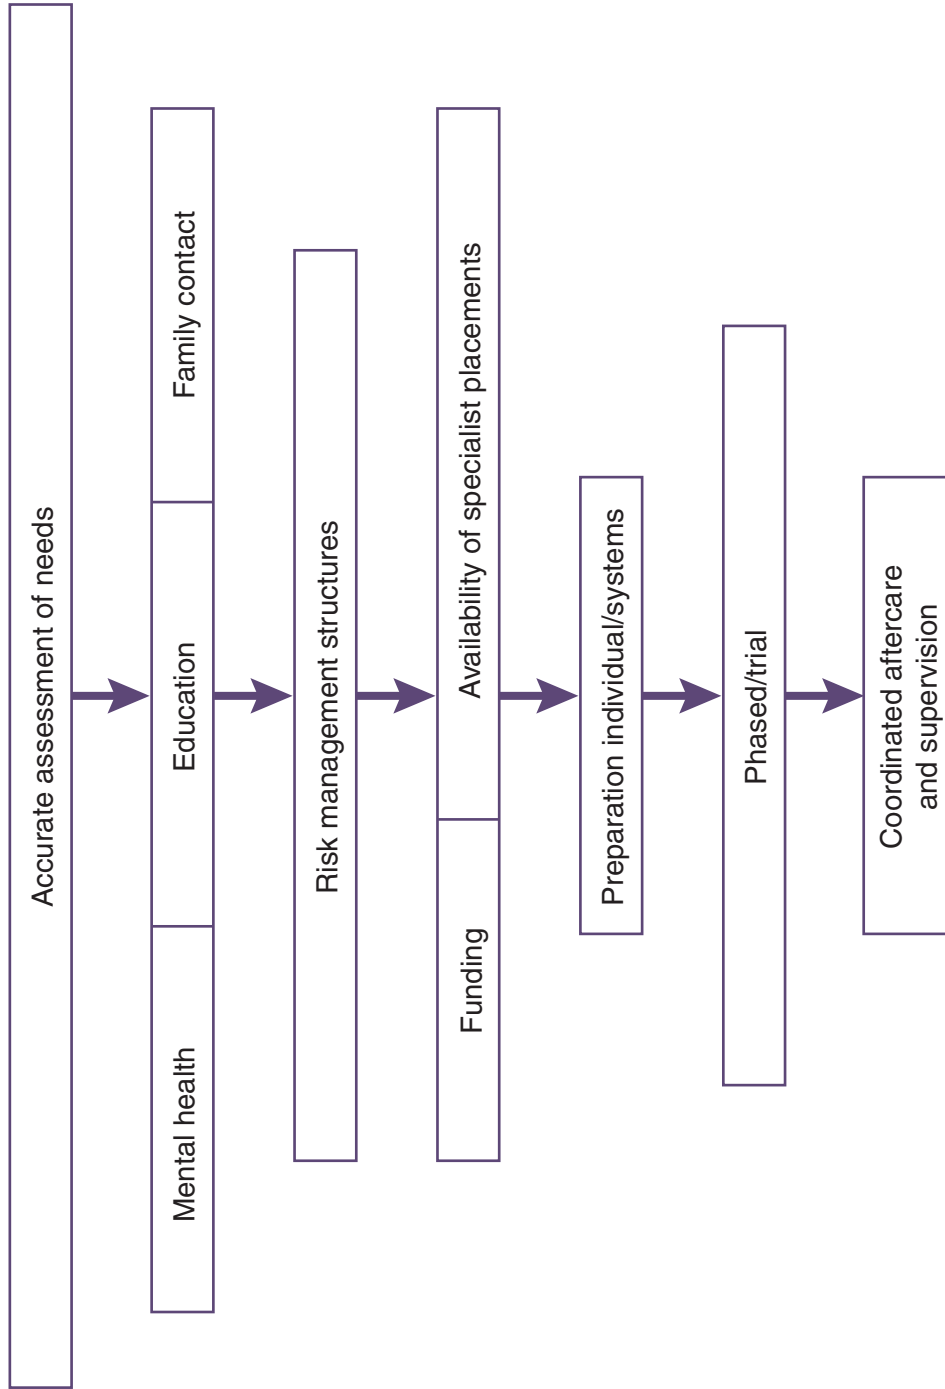 Accurate assessment of needs
Mental health
Education
Family contact
Risk management structures
Funding
Availability of specialist placements
Preparation individual/systems
Phased/trial
Coordinated aftercare
and supervision